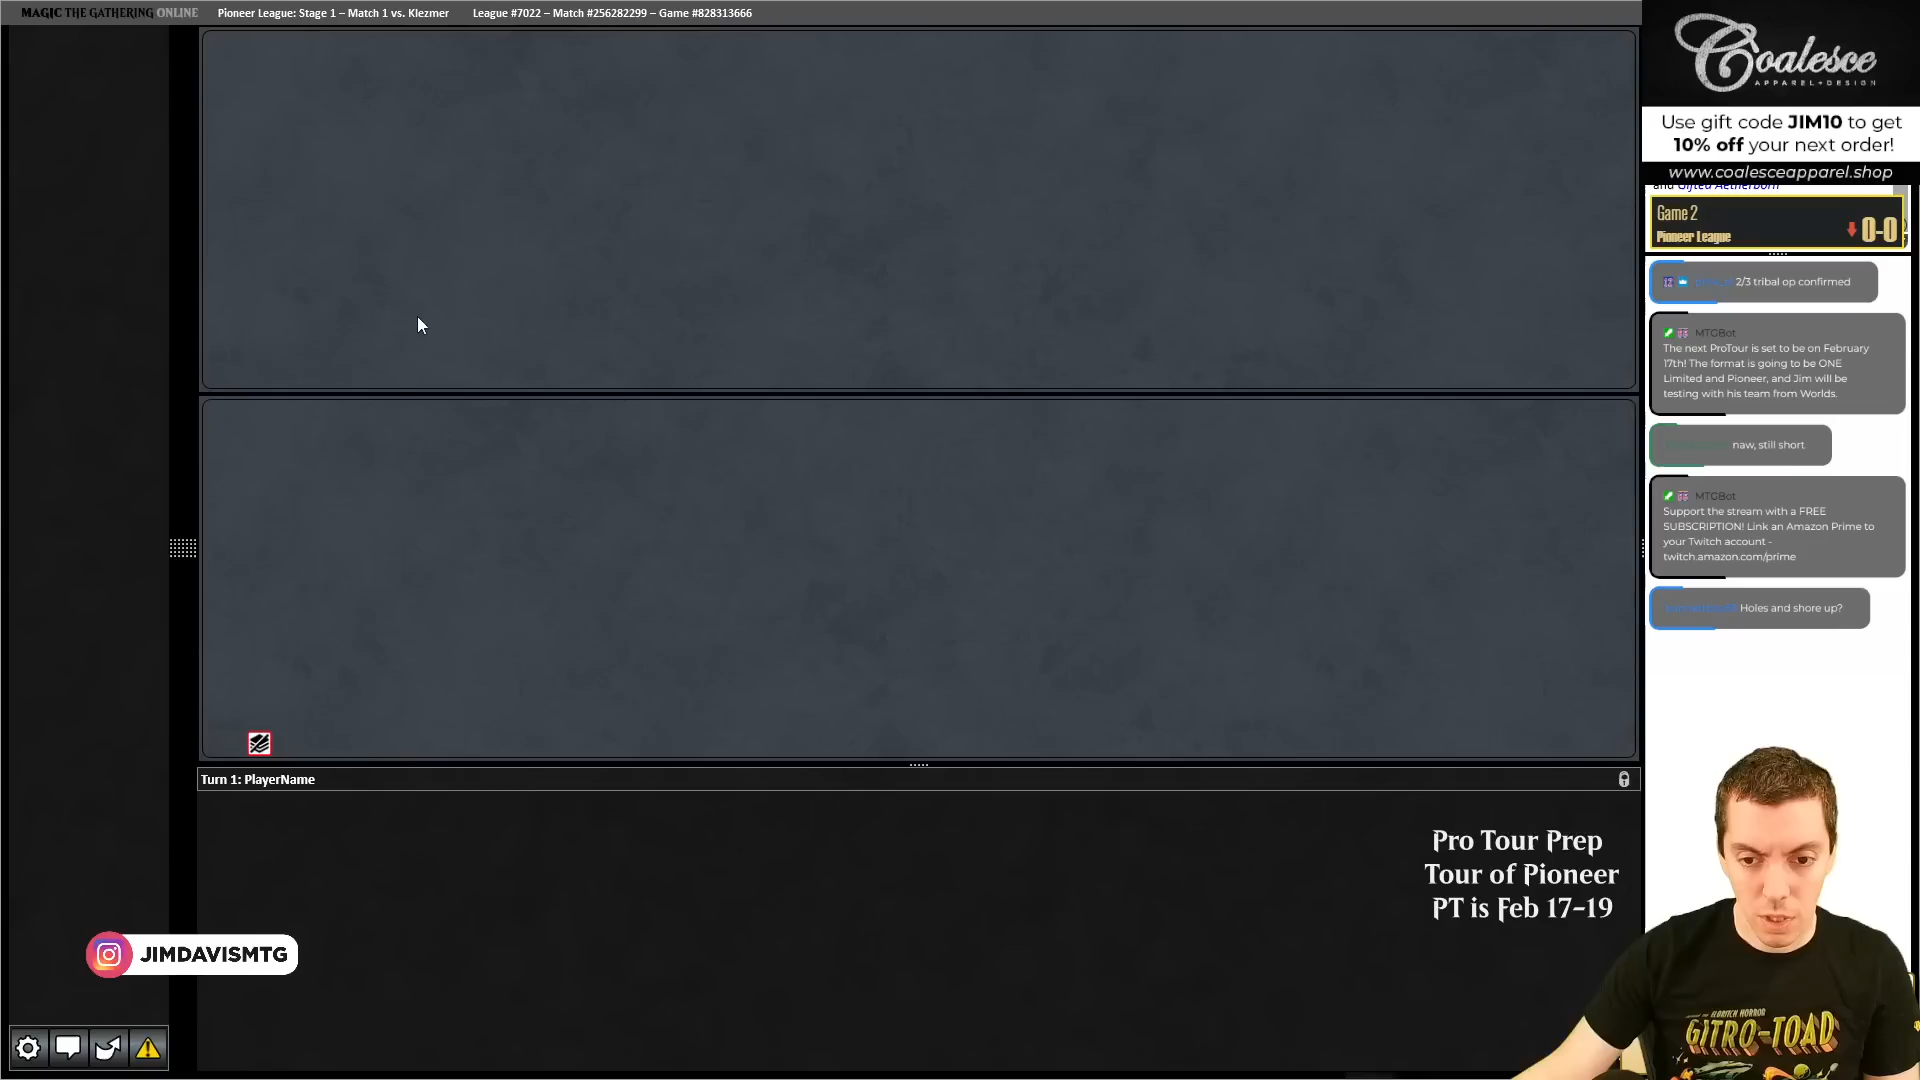 MAGIC THE GATHERING ONLINE
Pioneer League: Stage 1 – Match 1 vs. Klezmer
League #7022 – Match #256282299 – Game #828313666
Coalesce
APPAREL+DESIGN
Use gift code JIM10 to get
10% off your next order!
www.coalesceapparel.shop
and Gifted Aetherborn
Game 2
Pioneer League
0-0
2/3 tribal op confirmed
MTGBot
The next ProTour is set to be on February
17th! The format is going to be ONE
Limited and Pioneer, and Jim will be
testing with his team from Worlds.
naw, still short
MTGBot
Support the stream with a FREE
SUBSCRIPTION! Link an Amazon Prime to
your Twitch account -
twitch.amazon.com/prime
Holes and shore up?
Turn 1: PlayerName
Pro Tour Prep
Tour of Pioneer
PT is Feb 17-19
JIMDAVISMTG
ELDRITCH HORROR
GITRO-TOAD